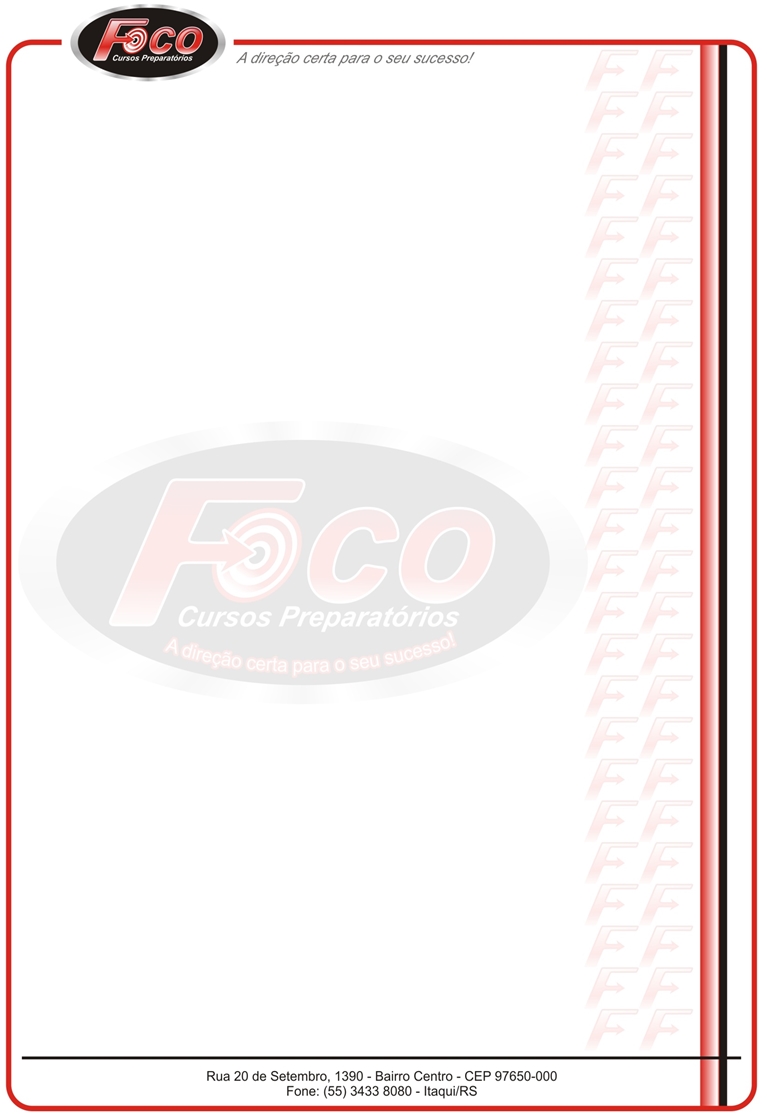 FOCO
Cursos Preparatórios
A direção certa para o seu sucesso!
FOCO
Cursos Preparatórios
A direção certa para o seu sucesso!
Rua 20 de Setembro, 1390 - Bairro Centro - CEP 97650-000
Fone: (55) 3433 8080 - Itaqui/RS